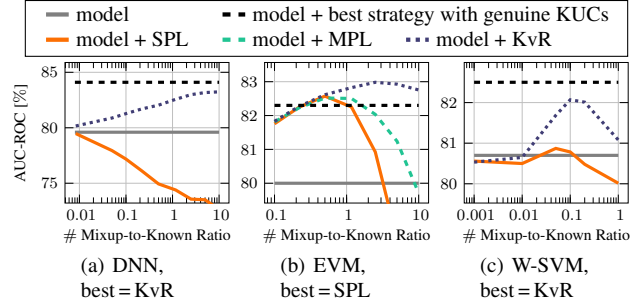 model
model + best strategy with genuine KUCs
model + SPL
model + MPL
model + KvR
AUC-ROC [%]
85
80
75
0.01
0.1
1
10
# Mixup-to-Known Ratio
(a) DNN,
best = KvR
83
82
81
80
0.1
1
10
# Mixup-to-Known Ratio
(b) EVM,
best = SPL
82
81
80
0.001
0.01
0.1
1
# Mixup-to-Known Ratio
(c) W-SVM,
best = KvR